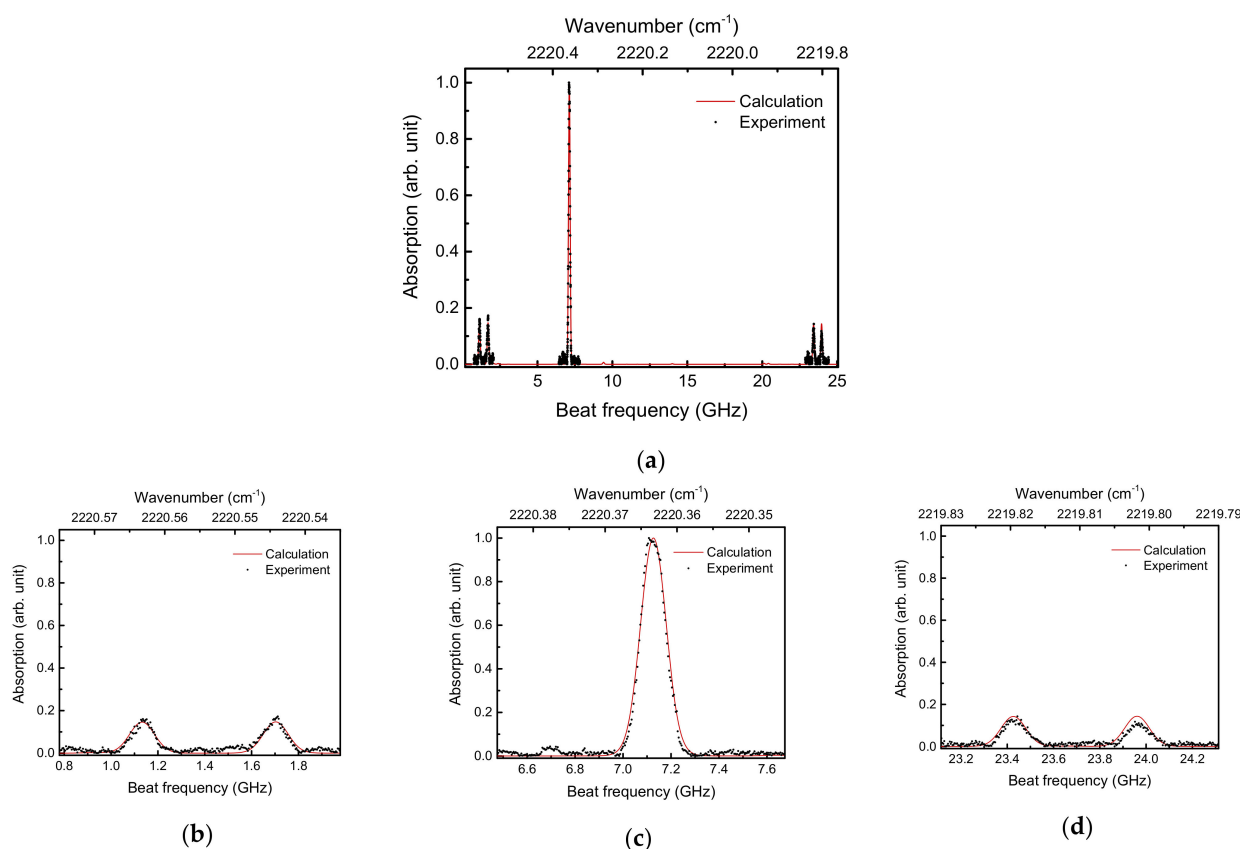 Wavenumber (cm⁻¹)
2220.4 2220.2 2220.0 2219.8
Absorption (arb. unit)
1.0
0.8
0.6
0.4
0.2
0.0
Calculation
Experiment
5 10 15 20 25
Beat frequency (GHz)
(a)
Wavenumber (cm⁻¹)
2220.57 2220.56 2220.55 2220.54
Absorption (arb. unit)
1.0
0.8
0.6
0.4
0.2
0.0
Calculation
Experiment
0.8 1.0 1.2 1.4 1.6 1.8
Beat frequency (GHz)
(b)
Wavenumber (cm⁻¹)
2220.38 2220.37 2220.36 2220.35
Absorption (arb. unit)
1.0
0.8
0.6
0.4
0.2
0.0
Calculation
Experiment
6.6 6.8 7.0 7.2 7.4 7.6
Beat frequency (GHz)
(c)
Wavenumber (cm⁻¹)
2219.83 2219.82 2219.81 2219.80 2219.79
Absorption (arb. unit)
1.0
0.8
0.6
0.4
0.2
0.0
Calculation
Experiment
23.2 23.4 23.6 23.8 24.0 24.2
Beat frequency (GHz)
(d)